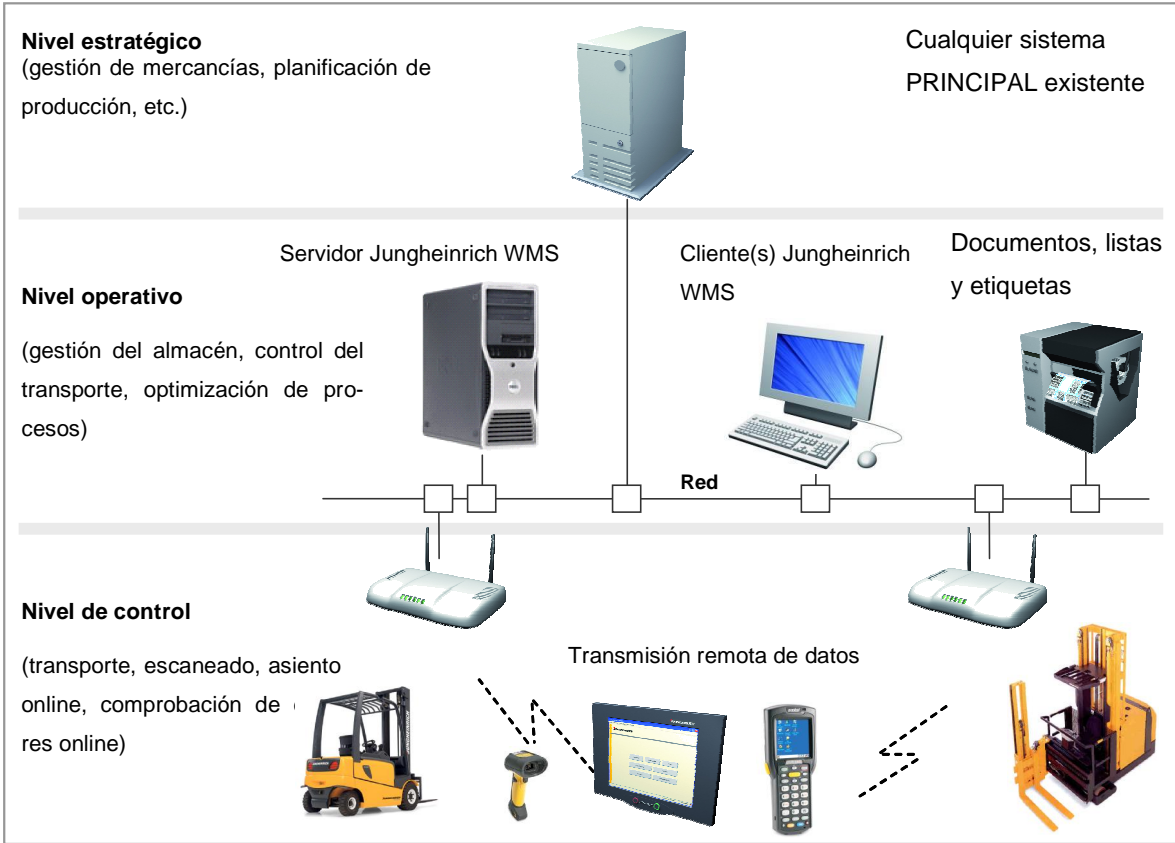 Nivel estratégico
(gestión de mercancías, planificación de
producción, etc.)
Cualquier sistema
PRINCIPAL existente
Servidor Jungheinrich WMS
Cliente(s) Jungheinrich
WMS
Documentos, listas
y etiquetas
Nivel operativo
(gestión del almacén, control del
transporte, optimización de pro-
cesos)
Red
Nivel de control
(transporte, escaneado, asiento
online, comprobación de
res online)
Transmisión remota de datos